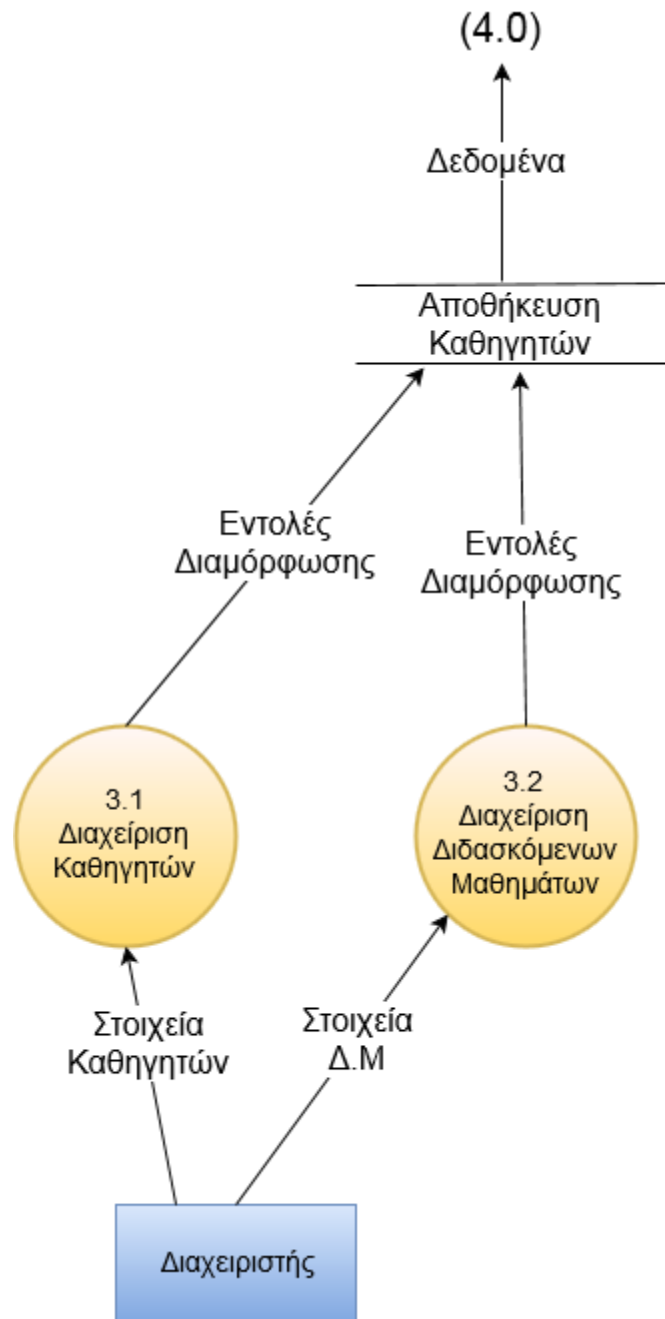 (4.0)
Δεδομένα
Αποθήκευση
Καθηγητών
Εντολές
Διαμόρφωσης
Εντολές
Διαμόρφωσης
3.1
Διαχείριση
Καθηγητών
3.2
Διαχείριση
Διδασκόμενων
Μαθημάτων
Στοιχεία
Καθηγητών
Στοιχεία
Δ.Μ
Διαχειριστής